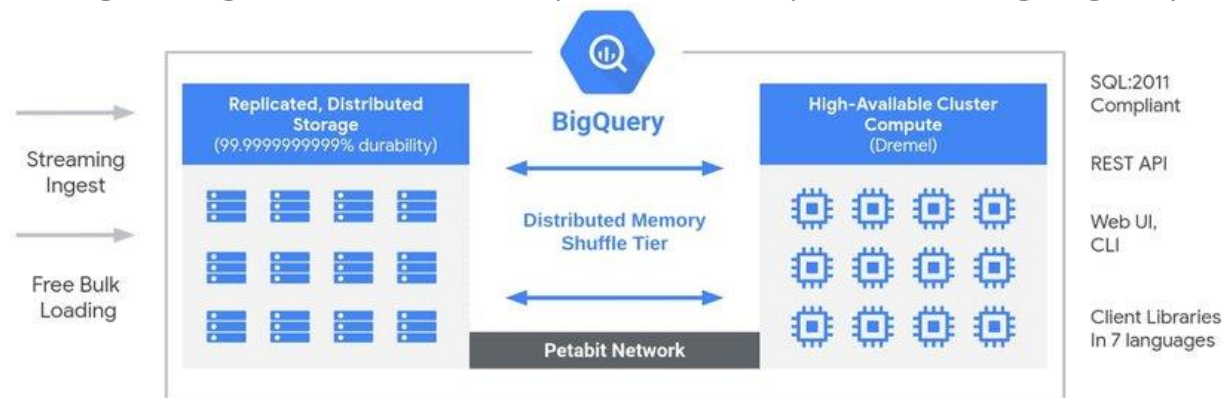 Streaming
Ingest
Free Bulk
Loading
Replicated, Distributed
Storage
(99.9999999999% durability)
BigQuery
Distributed Memory
Shuffle Tier
Petabit Network
High-Available Cluster
Compute
(Dremel)
SQL:2011
Compliant
REST API
Web UI,
CLI
Client Libraries
In 7 languages